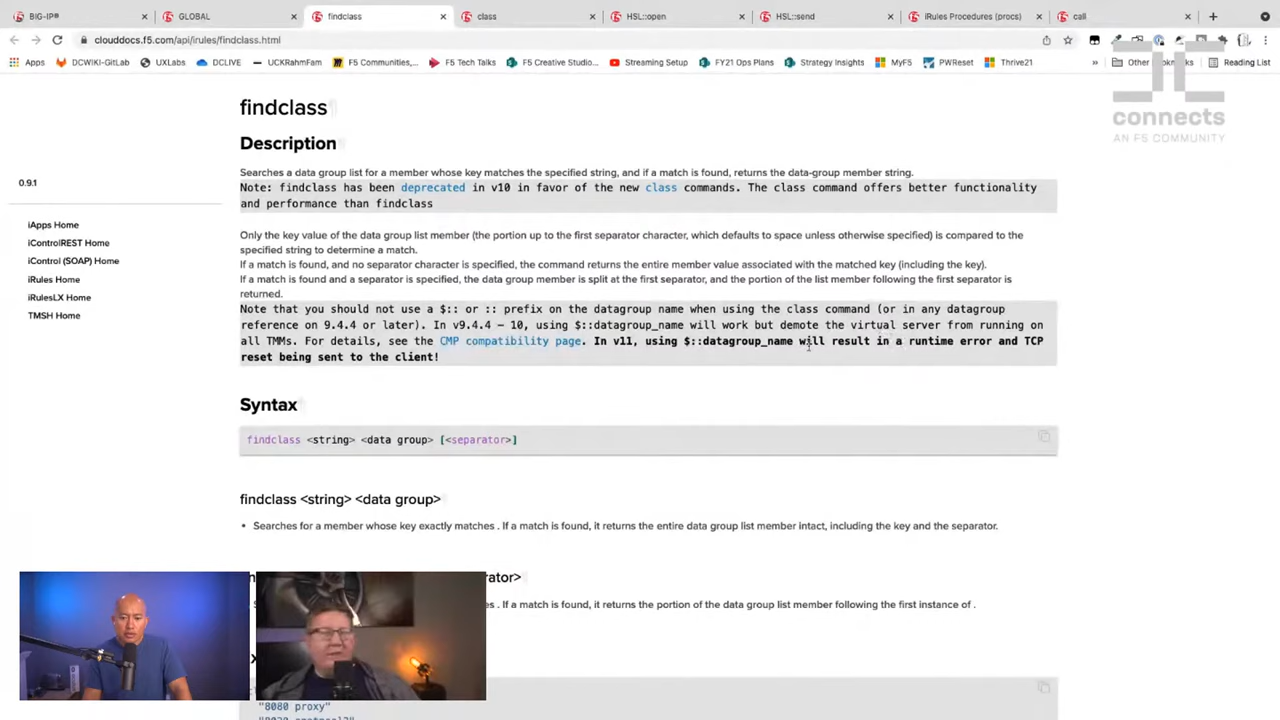 BIG-IP®
GLOBAL
findclass
class
HSL::open
HSL::send
iRules Procedures (procs)
call
clouddocs.f5.com/api/irules/findclass.html
Apps
DCWIKI-GitLab
UXLabs
DCLIVE
UCKRahmFam
F5 Communities,...
F5 Tech Talks
F5 Creative Studio...
Streaming Setup
FY21 Ops Plans
Strategy Insights
MyF5
PWReset
Thrive21
»
Other Bookmarks
Reading List
connects
AN F5 COMMUNITY
0.9.1
iApps Home
iControlREST Home
iControl (SOAP) Home
iRules Home
iRulesLX Home
TMSH Home
findclass
Description
Searches a data group list for a member whose key matches the specified string, and if a match is found, returns the data-group member string.
Note: findclass has been deprecated in v10 in favor of the new class commands. The class command offers better functionality
and performance than findclass
Only the key value of the data group list member (the portion up to the first separator character, which defaults to space unless otherwise specified) is compared to the
specified string to determine a match.
If a match is found, and no separator character is specified, the command returns the entire member value associated with the matched key (including the key).
If a match is found and a separator is specified, the data group member is split at the first separator, and the portion of the list member following the first separator is
returned.
Note that you should not use a $:: or :: prefix on the datagroup name when using the class command (or in any datagroup
reference on 9.4.4 or later). In v9.4.4 – 10, using $::datagroup_name will work but demote the virtual server from running on
all TMMs. For details, see the CMP compatibility page. In v11, using $::datagroup_name will result in a runtime error and TCP
reset being sent to the client!
Syntax
findclass <string> <data group> [<separator>]
findclass <string> <data group>
• Searches for a member whose key exactly matches . If a match is found, it returns the entire data group list member intact, including the key and the separator.
rator>
es . If a match is found, it returns the portion of the data group list member following the first instance of .
"8080 proxy"